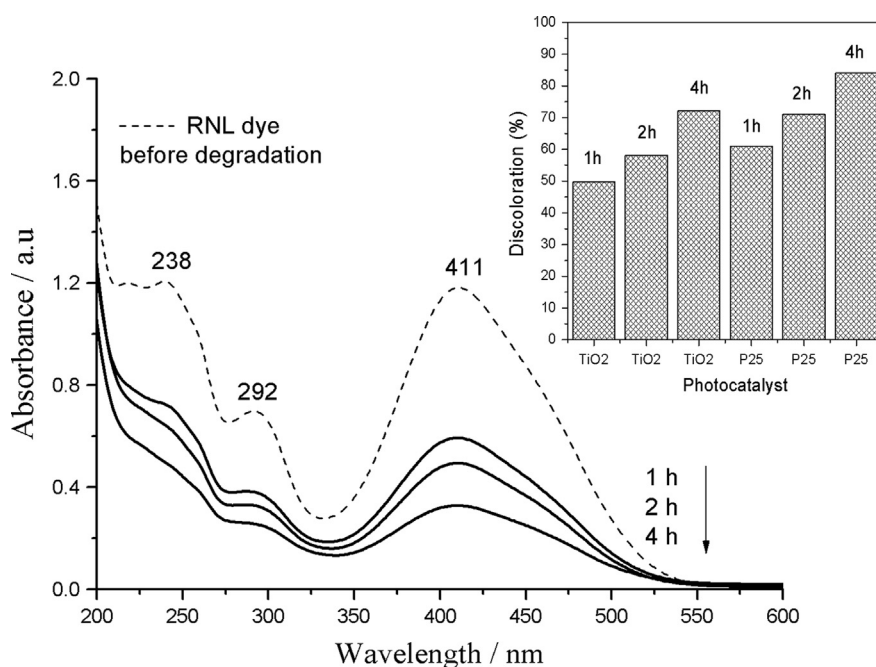 2.0
1.6
1.2
0.8
0.4
0.0
Absorbance / a.u
200 250 300 350 400 450 500 550 600
Wavelength / nm
RNL dye
before degradation
238
292
411
1 h
2 h
4 h
100
90
80
70
60
50
40
30
20
10
0
Discoloration (%)
1h 2h 4h 1h 2h 4h
TiO2 TiO2 TiO2 P25 P25 P25
Photocatalyst